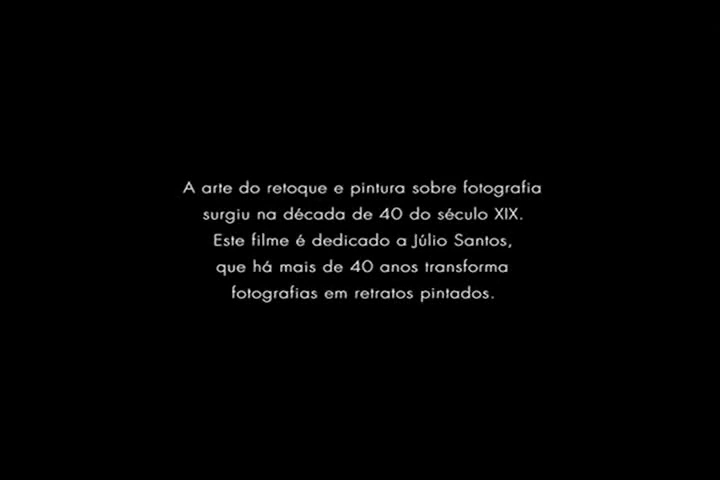 A arte do retoque e pintura sobre fotografia
surgiu na década de 40 do século XIX.
Este filme é dedicado a Júlio Santos,
que há mais de 40 anos transforma
fotografias em retratos pintados.